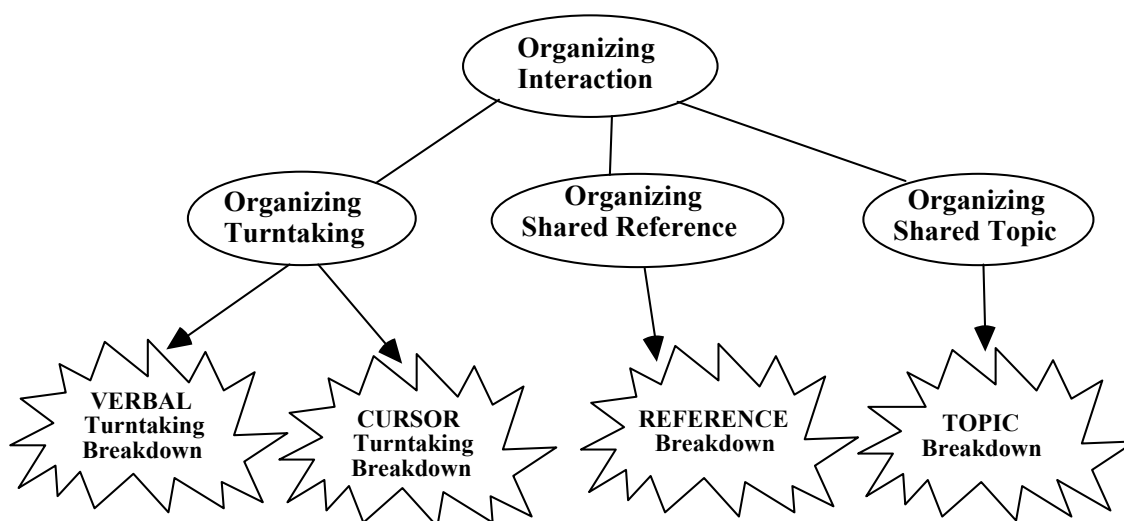 Organizing
Interaction
Organizing
Turntaking
Organizing
Shared Reference
Organizing
Shared Topic
VERBAL
Turntaking
Breakdown
CURSOR
Turntaking
Breakdown
REFERENCE
Breakdown
TOPIC
Breakdown